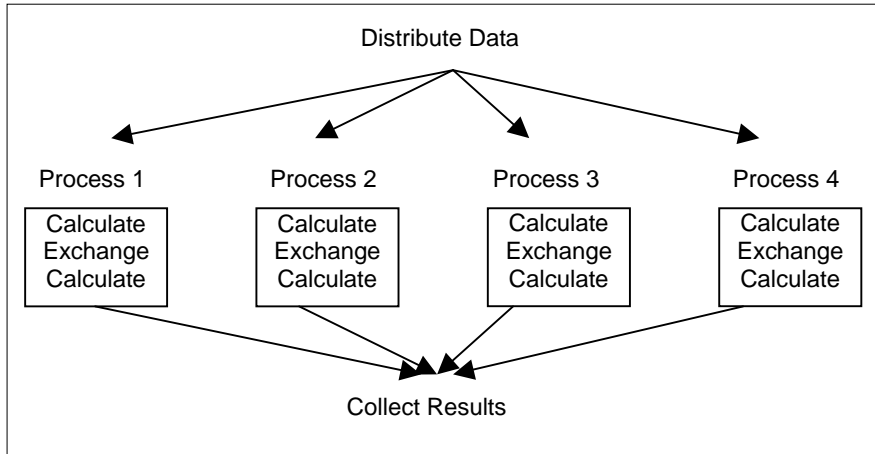 Distribute Data
Process 1
Process 2
Process 3
Process 4
Calculate
Exchange
Calculate
Calculate
Exchange
Calculate
Calculate
Exchange
Calculate
Calculate
Exchange
Calculate
Collect Results